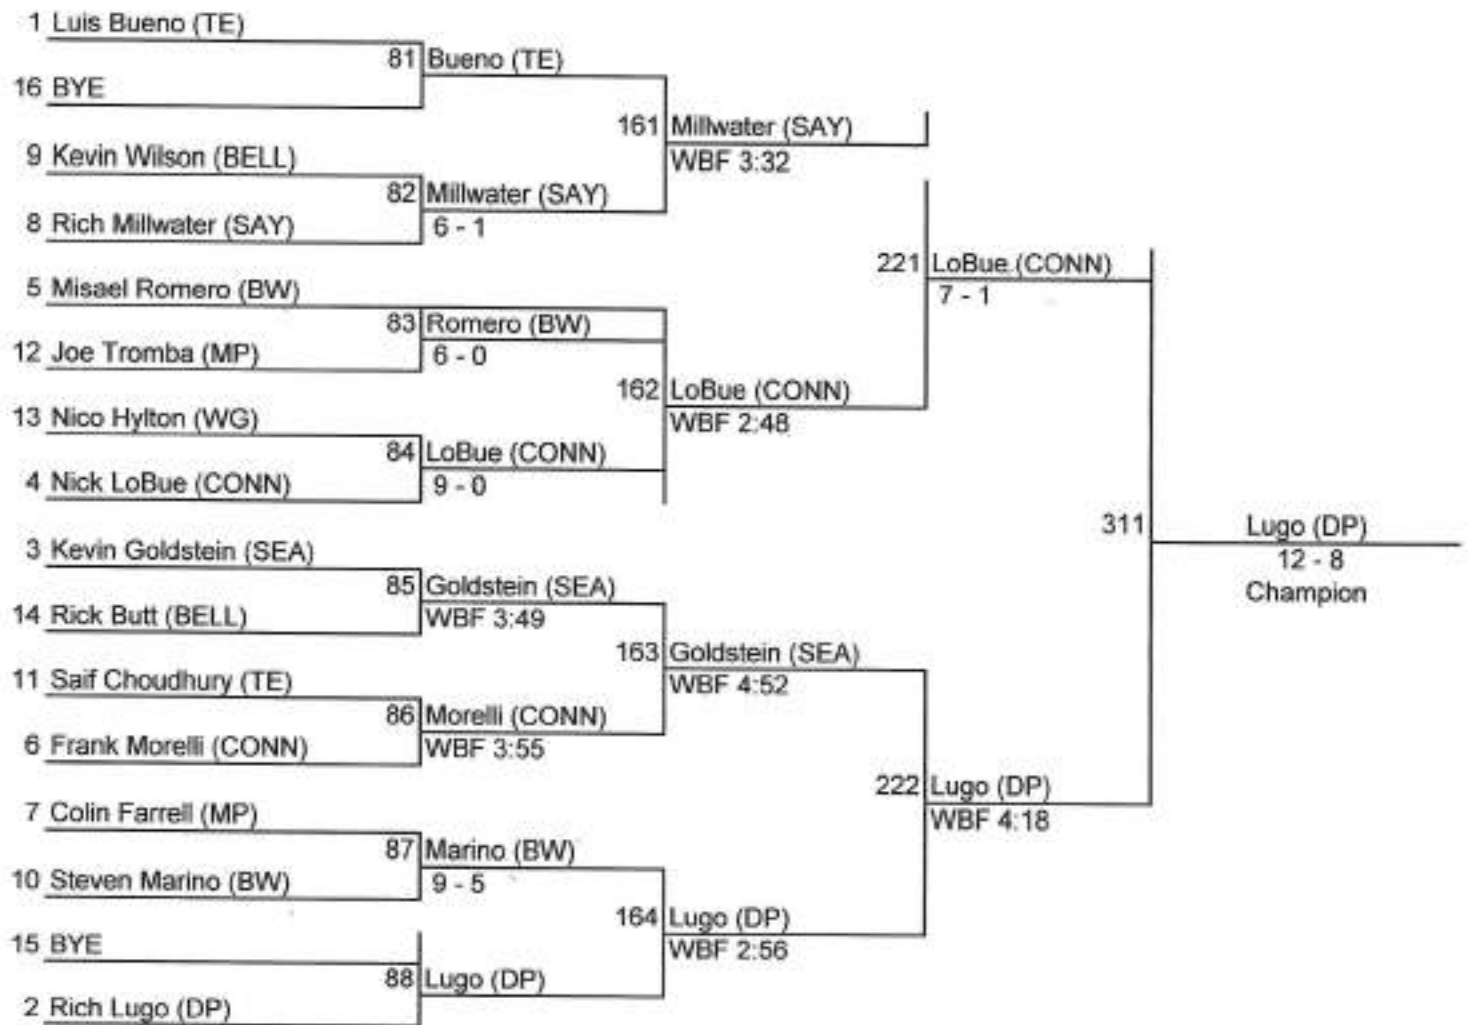 1 Luis Bueno (TE)
81 Bueno (TE)
16 BYE
161 Millwater (SAY)
WBF 3:32
9 Kevin Wilson (BELL)
82 Millwater (SAY)
6 - 1
8 Rich Millwater (SAY)
221 LoBue (CONN)
7 - 1
5 Misael Romero (BW)
83 Romero (BW)
6 - 0
12 Joe Tromba (MP)
162 LoBue (CONN)
WBF 2:48
13 Nico Hylton (WG)
84 LoBue (CONN)
9 - 0
4 Nick LoBue (CONN)
311 Lugo (DP)
12 - 8
Champion
3 Kevin Goldstein (SEA)
85 Goldstein (SEA)
WBF 3:49
14 Rick Butt (BELL)
163 Goldstein (SEA)
WBF 4:52
11 Saif Choudhury (TE)
86 Morelli (CONN)
WBF 3:55
6 Frank Morelli (CONN)
222 Lugo (DP)
WBF 4:18
7 Colin Farrell (MP)
87 Marino (BW)
9 - 5
10 Steven Marino (BW)
164 Lugo (DP)
WBF 2:56
15 BYE
88 Lugo (DP)
2 Rich Lugo (DP)